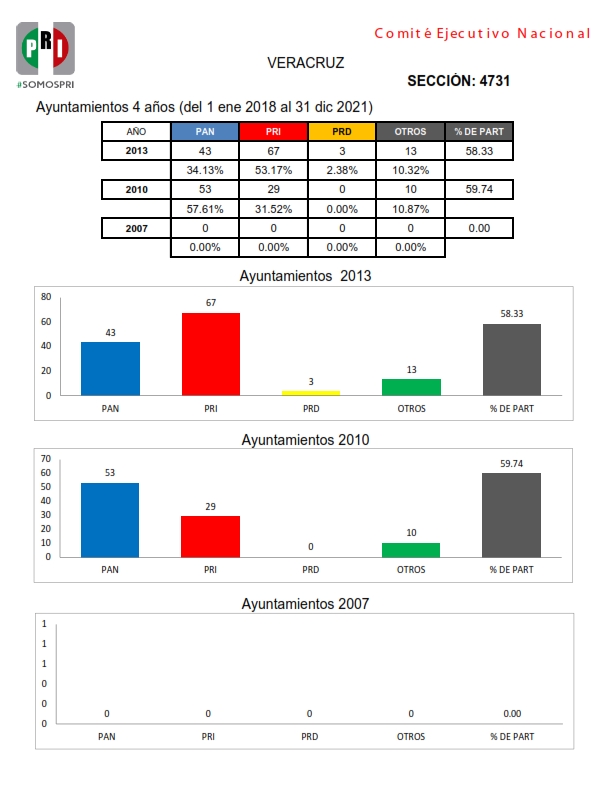 Comité Ejecutivo Nacional
PRI
#SOMOSPRI
VERACRUZ
SECCIÓN: 4731
Ayuntamientos 4 años (del 1 ene 2018 al 31 dic 2021)
AÑO PAN PRI PRD OTROS % DE PART
2013 43 67 3 13 58.33
34.13% 53.17% 2.38% 10.32%
2010 53 29 0 10 59.74
57.61% 31.52% 0.00% 10.87%
2007 0 0 0 0 0.00
0.00% 0.00% 0.00% 0.00%
Ayuntamientos 2013
80
60
40
20
0
43
67
3
13
58.33
PAN PRI PRD OTROS % DE PART
Ayuntamientos 2010
70
60
50
40
30
20
10
0
53
29
0
10
59.74
PAN PRI PRD OTROS % DE PART
Ayuntamientos 2007
1
1
1
0
0
0
0
0
0
0
0.00
PAN PRI PRD OTROS % DE PART